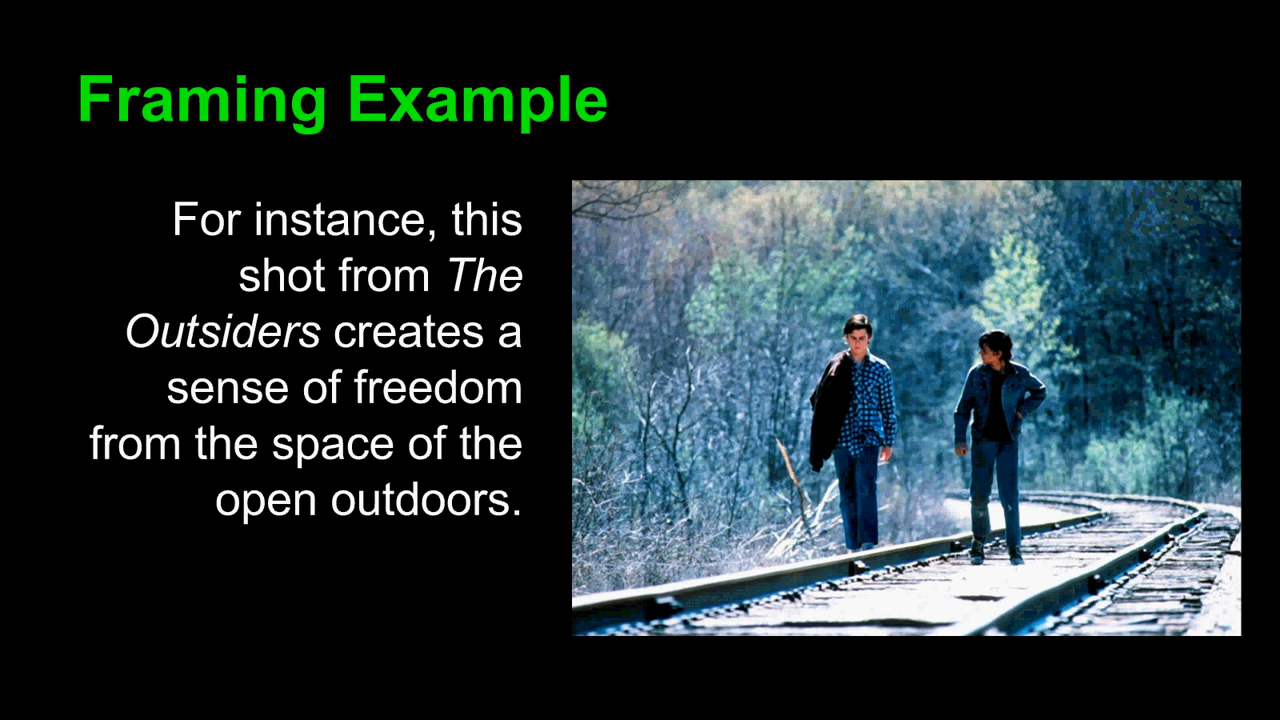 Framing Example
For instance, this
shot from The
Outsiders creates a
sense of freedom
from the space of the
open outdoors.